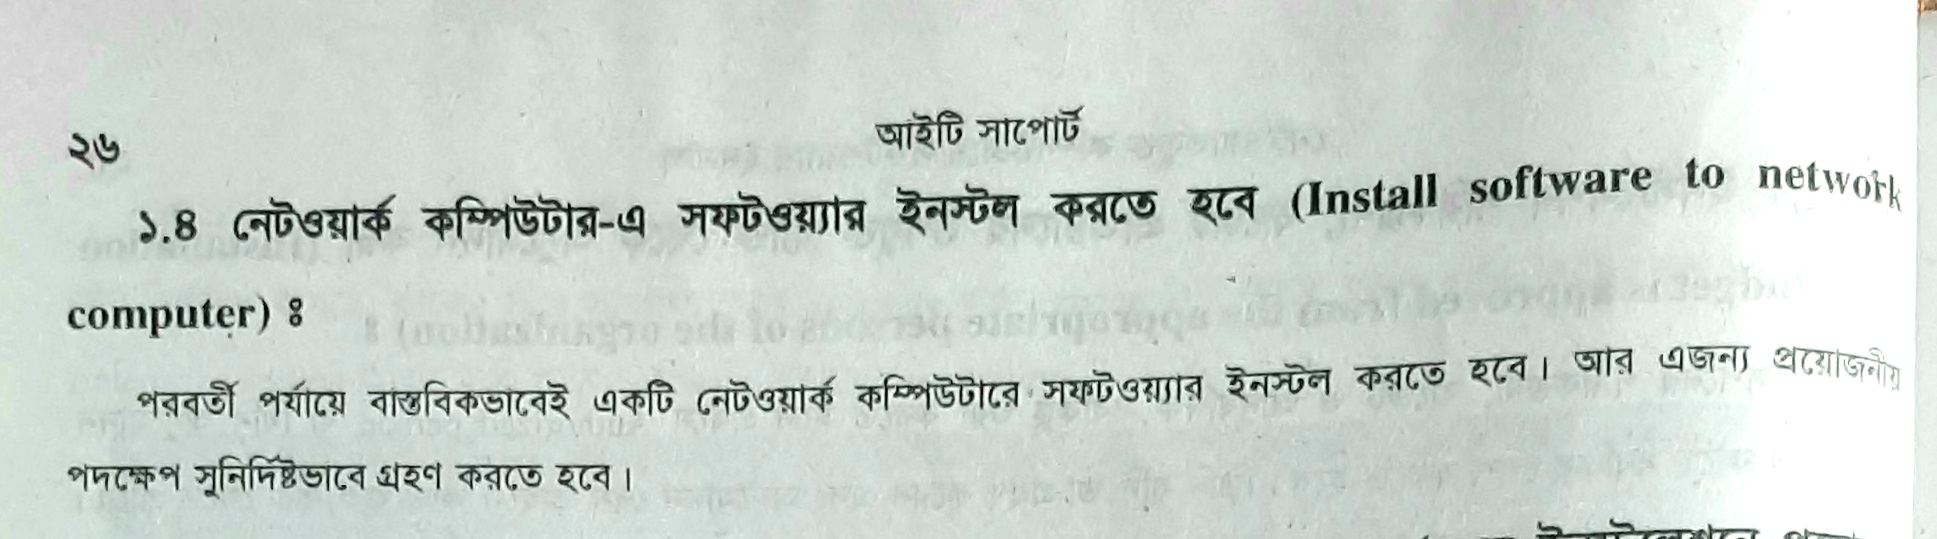 ২৬
আইটি সাপোর্ট
১.৪ নেটওয়ার্ক কম্পিউটার-এ সফটওয়্যার ইনস্টল করতে হবে (Install software to network
computer) ঃ
পরবর্তী পর্যায়ে বাস্তবিকভাবেই একটি নেটওয়ার্ক কম্পিউটারে সফটওয়্যার ইনস্টল করতে হবে। আর এজন্য প্রয়োজনীয়
পদক্ষেপ সুনির্দিষ্টভাবে গ্রহণ করতে হবে।